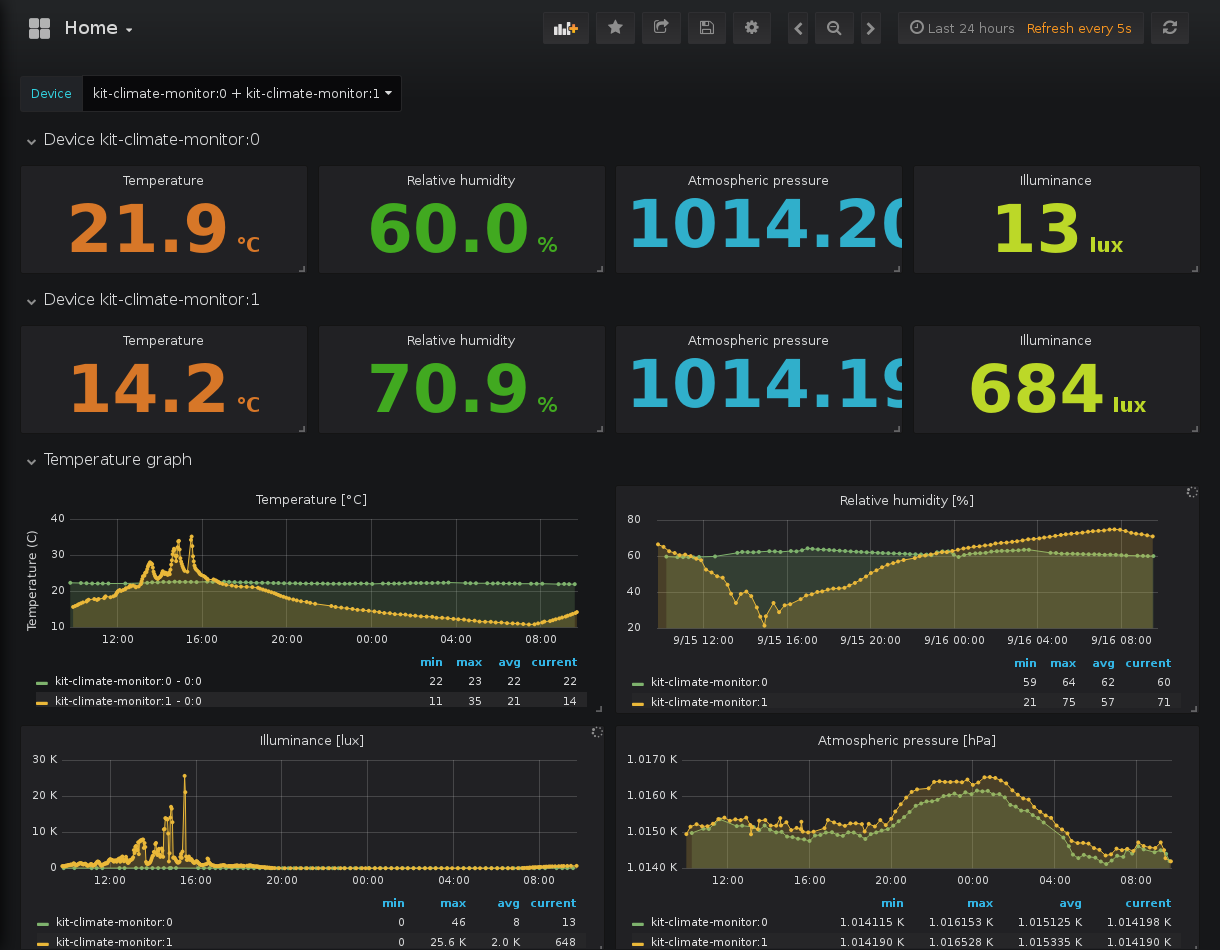 Home
Last 24 hours Refresh every 5s
Device kit-climate-monitor:0 + kit-climate-monitor:1
Device kit-climate-monitor:0
Temperature Relative humidity Atmospheric pressure Illuminance
21.9 °C 60.0 % 1014.20 13 lux
Device kit-climate-monitor:1
Temperature Relative humidity Atmospheric pressure Illuminance
14.2 °C 70.9 % 1014.19 684 lux
Temperature graph
Temperature [°C]
Temperature (C)
40
30
20
10
12:00 16:00 20:00 00:00 04:00 08:00
min max avg current
kit-climate-monitor:0 - 0:0 22 23 22 22
kit-climate-monitor:1 - 0:0 11 35 21 14
Relative humidity [%]
80
60
40
20
9/15 12:00 9/15 16:00 9/15 20:00 9/16 00:00 9/16 04:00 9/16 08:00
min max avg current
kit-climate-monitor:0 59 64 62 60
kit-climate-monitor:1 21 75 57 71
Illuminance [lux]
30 K
20 K
10 K
0
12:00 16:00 20:00 00:00 04:00 08:00
min max avg current
kit-climate-monitor:0 0 46 8 13
kit-climate-monitor:1 0 25.6 K 2.0 K 648
Atmospheric pressure [hPa]
1.0170 K
1.0160 K
1.0150 K
1.0140 K
12:00 16:00 20:00 00:00 04:00 08:00
min max avg current
kit-climate-monitor:0 1.014115 K 1.016153 K 1.015125 K 1.014198 K
kit-climate-monitor:1 1.014190 K 1.016528 K 1.015335 K 1.014190 K